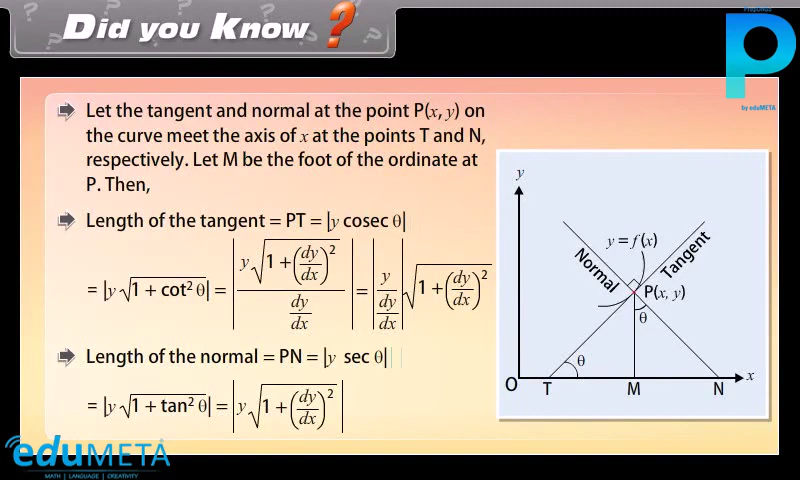 Did you Know ?
Preponte
P
by eduMETA
Let the tangent and normal at the point P(x, y) on
the curve meet the axis of x at the points T and N,
respectively. Let M be the foot of the ordinate at
P. Then,
Length of the tangent = PT = |y cosec θ|
= |y √(1 + cot² θ)| = |y √(1 + (dy/dx)²) / (dy/dx)| = |y / (dy/dx)| √(1 + (dy/dx)²)
Length of the normal = PN = |y sec θ|
= |y √(1 + tan² θ)| = |y √(1 + (dy/dx)²)|
y
y = f(x)
Normal
Tangent
P(x, y)
θ
θ
O T M N x
eduMETA
MATH | LANGUAGE | CREATIVITY